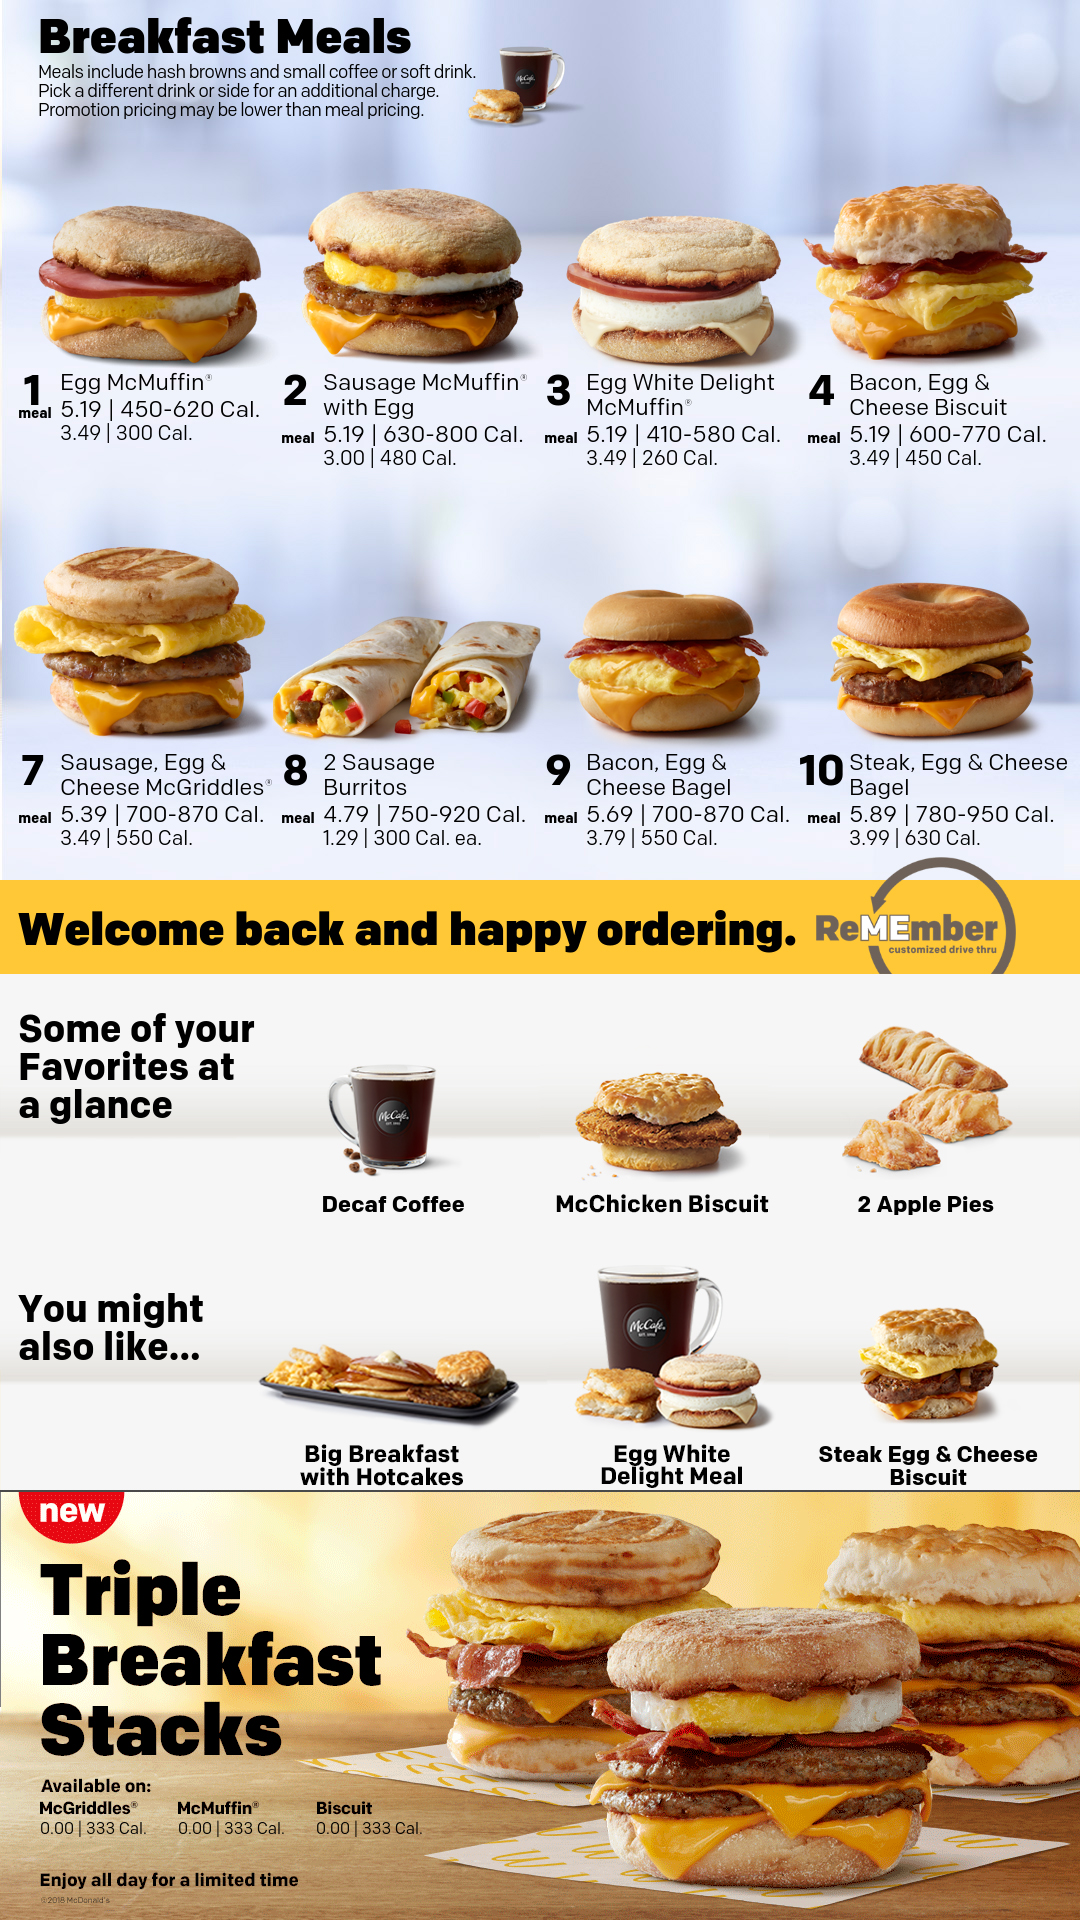 Breakfast Meals
Meals include hash browns and small coffee or soft drink.
Pick a different drink or side for an additional charge.
Promotion pricing may be lower than meal pricing.
McCafé
1 Egg McMuffin®
meal 5.19 | 450-620 Cal.
3.49 | 300 Cal.
2 Sausage McMuffin®
with Egg
meal 5.19 | 630-800 Cal.
3.00 | 480 Cal.
3 Egg White Delight
McMuffin®
meal 5.19 | 410-580 Cal.
3.49 | 260 Cal.
4 Bacon, Egg &
Cheese Biscuit
meal 5.19 | 600-770 Cal.
3.49 | 450 Cal.
7 Sausage, Egg &
Cheese McGriddles®
meal 5.39 | 700-870 Cal.
3.49 | 550 Cal.
8 2 Sausage
Burritos
meal 4.79 | 750-920 Cal.
1.29 | 300 Cal. ea.
9 Bacon, Egg &
Cheese Bagel
meal 5.69 | 700-870 Cal.
3.79 | 550 Cal.
10 Steak, Egg & Cheese
Bagel
meal 5.89 | 780-950 Cal.
3.99 | 630 Cal.
Welcome back and happy ordering.
ReMEmber
customized drive thru
Some of your
Favorites at
a glance
McCafé
Decaf Coffee
McChicken Biscuit
2 Apple Pies
You might
also like...
McCafé
Big Breakfast
with Hotcakes
Egg White
Delight Meal
Steak Egg & Cheese
Biscuit
new
Triple
Breakfast
Stacks
Available on:
McGriddles® McMuffin® Biscuit
0.00 | 333 Cal. 0.00 | 333 Cal. 0.00 | 333 Cal.
Enjoy all day for a limited time
©2018 McDonald's